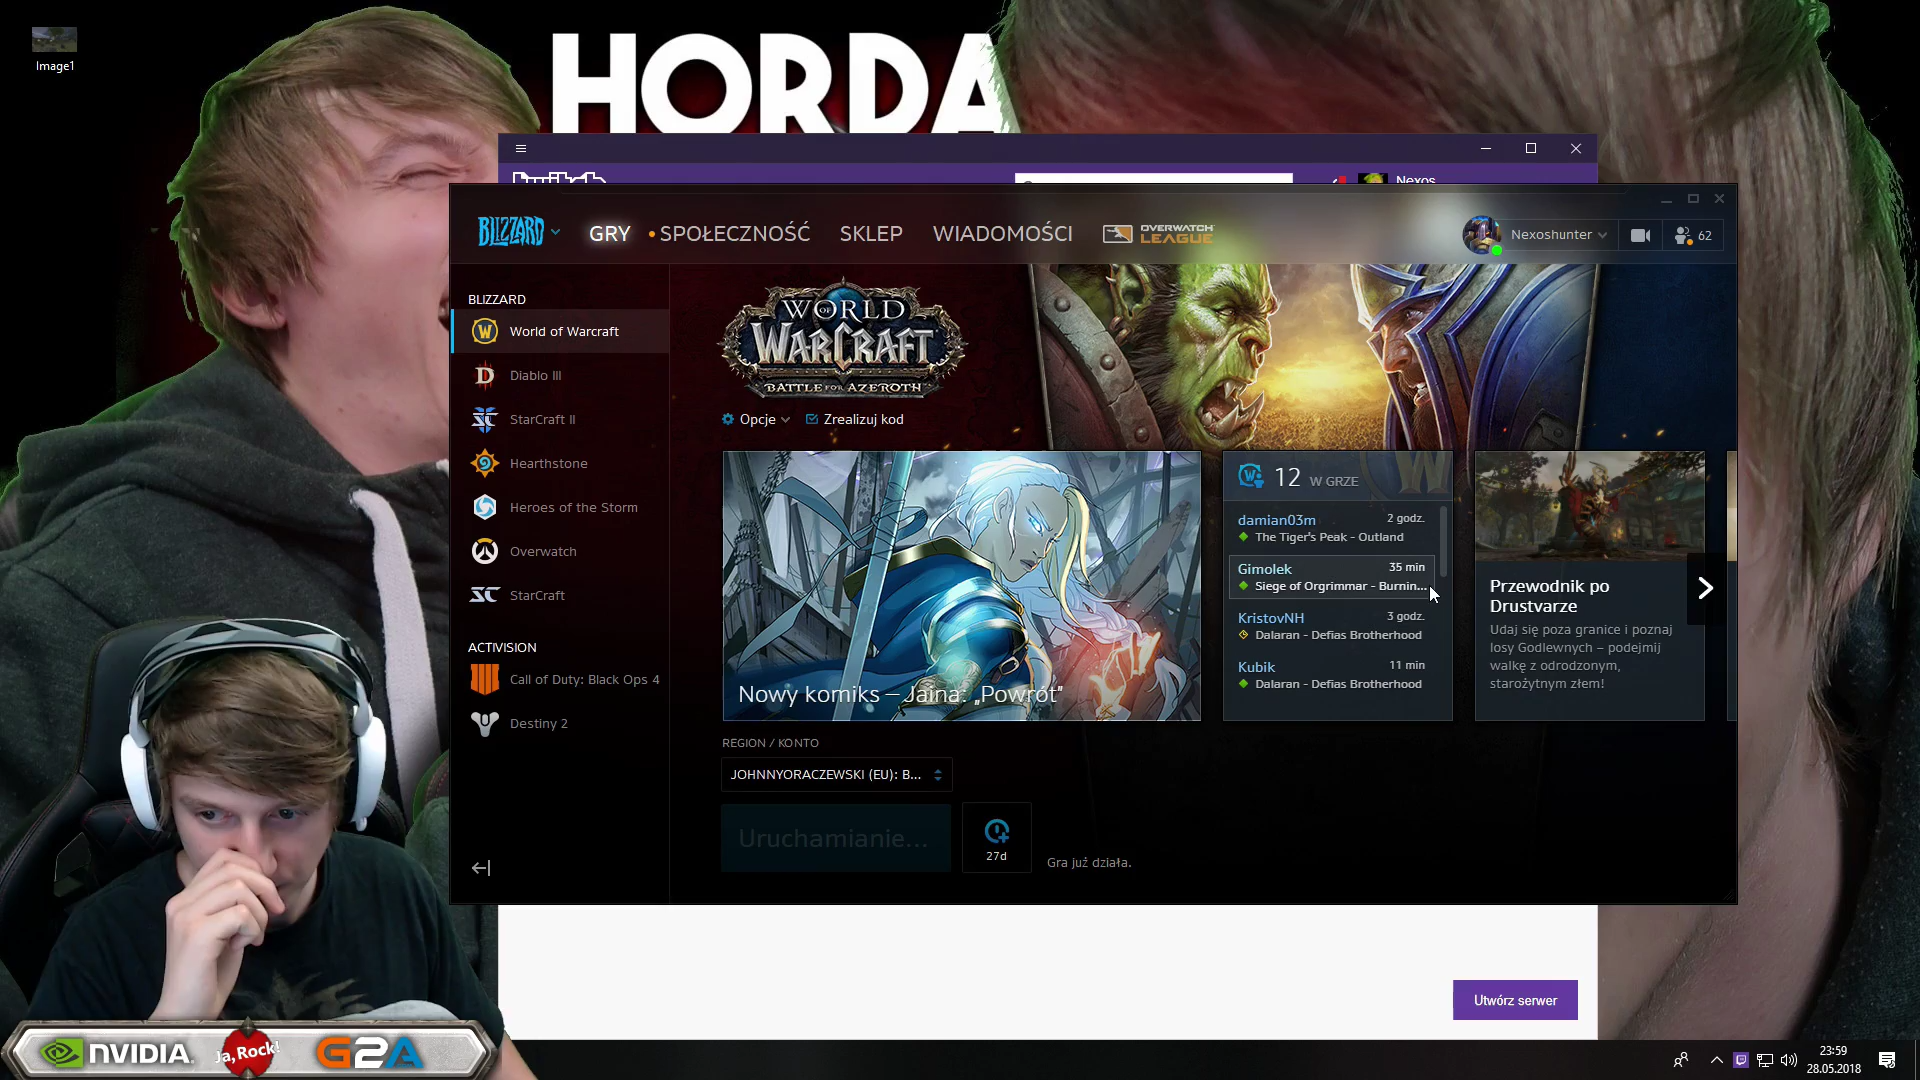 Image1
HORDA
Nexos
BLIZZARD
GRY
SPOŁECZNOŚĆ
SKLEP
WIADOMOŚCI
OVERWATCH
LEAGUE
Nexoshunter
62
BLIZZARD
World of Warcraft
Diablo III
StarCraft II
Hearthstone
Heroes of the Storm
Overwatch
StarCraft
ACTIVISION
Call of Duty: Black Ops 4
Destiny 2
WORLD
OF
WARCRAFT
BATTLE FOR AZEROTH
Opcje
Zrealizuj kod
Nowy komiks – Jaina: „Powrót”
12 W GRZE
damian03m 2 godz.
The Tiger's Peak - Outland
Gimolek 35 min
Siege of Orgrimmar - Burnin...
KristovNH 3 godz.
Dalaran - Defias Brotherhood
Kubik 11 min
Dalaran - Defias Brotherhood
Przewodnik po
Drustvarze
Udaj się poza granice i poznaj
losy Godlewnych – podejmij
walkę z odrodzonym,
starożytnym złem!
REGION / KONTO
JOHNNYORACZEWSKI (EU): B...
Uruchamianie...
27d
Gra już działa.
Utwórz serwer
NVIDIA.
Ja, Rock!
G2A
23:59
28.05.2018